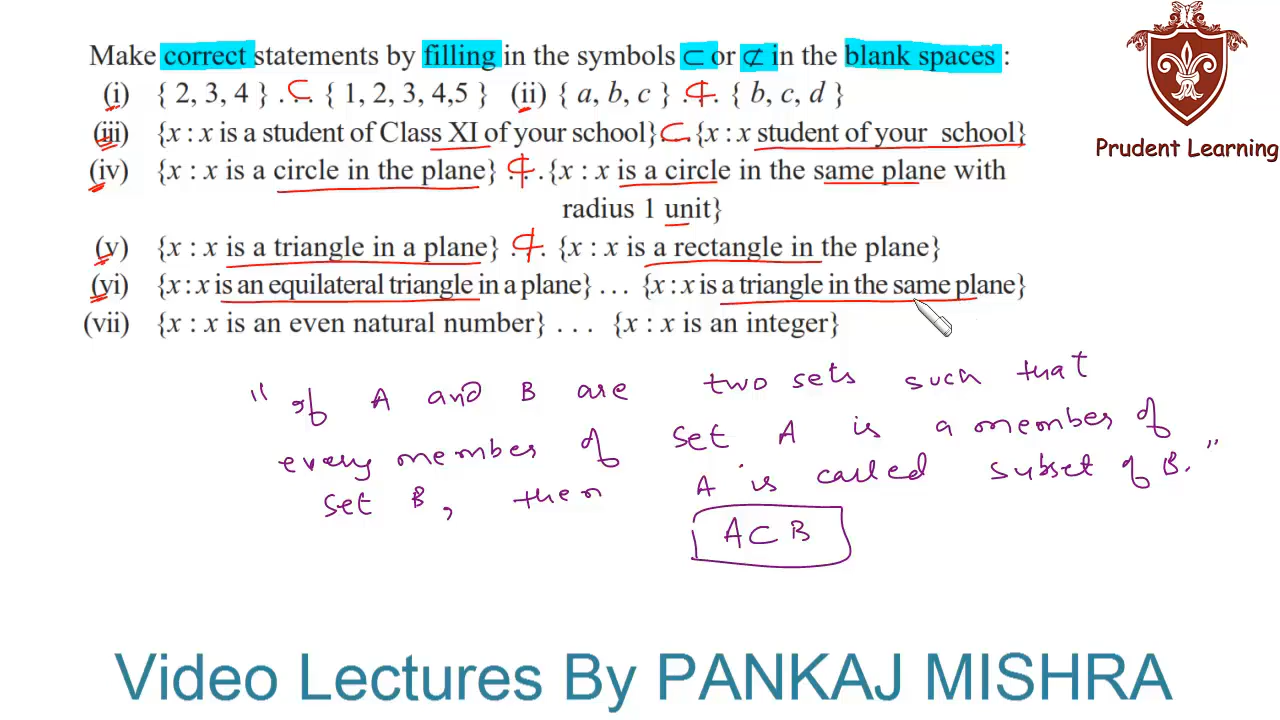 Make correct statements by filling in the symbols ⊂ or ⊄ in the blank spaces :
(i) { 2, 3, 4 } . ⊂ . { 1, 2, 3, 4,5 } (ii) { a, b, c } . ⊄ . { b, c, d }
(iii) {x : x is a student of Class XI of your school} ⊂ . {x : x student of your school}
(iv) {x : x is a circle in the plane} ⊄ . {x : x is a circle in the same plane with
radius 1 unit}
(v) {x : x is a triangle in a plane} . ⊄ . {x : x is a rectangle in the plane}
(vi) {x : x is an equilateral triangle in a plane} . . . {x : x is a triangle in the same plane}
(vii) {x : x is an even natural number} . . . {x : x is an integer}
Prudent Learning
" If A and B are two sets such that
every member of set A is a member of
set B, then A is called subset of B. "
A ⊂ B
Video Lectures By PANKAJ MISHRA